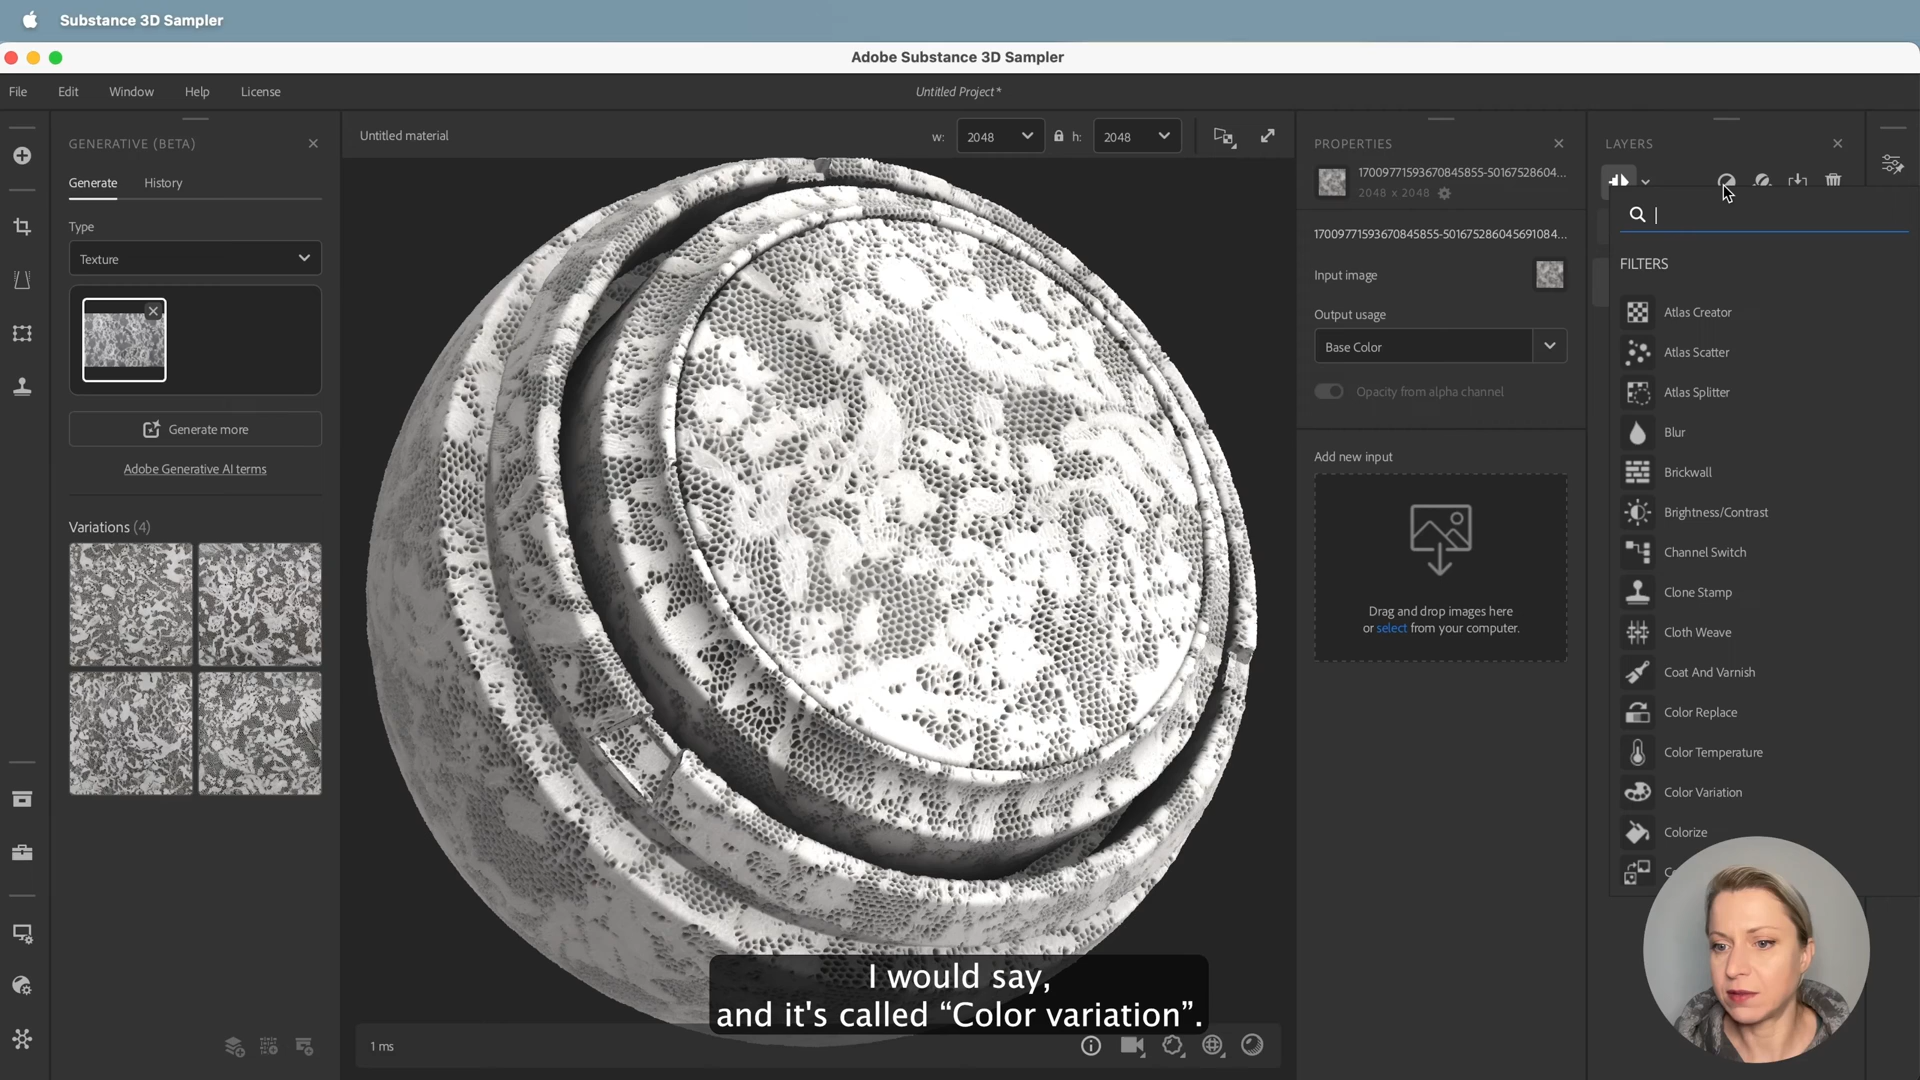 Substance 3D Sampler
Adobe Substance 3D Sampler
File Edit Window Help License
Untitled Project*
GENERATIVE (BETA)
Generate History
Type
Texture
Generate more
Adobe Generative AI terms
Variations (4)
Untitled material
w: 2048 h: 2048
1 ms
PROPERTIES
17009771593670845855-50167528604...
2048 x 2048
17009771593670845855-501675286045691084...
Input image
Output usage
Base Color
Opacity from alpha channel
Add new input
Drag and drop images here
or select from your computer.
LAYERS
FILTERS
Atlas Creator
Atlas Scatter
Atlas Splitter
Blur
Brickwall
Brightness/Contrast
Channel Switch
Clone Stamp
Cloth Weave
Coat And Varnish
Color Replace
Color Temperature
Color Variation
Colorize
I would say,
and it's called “Color variation”.